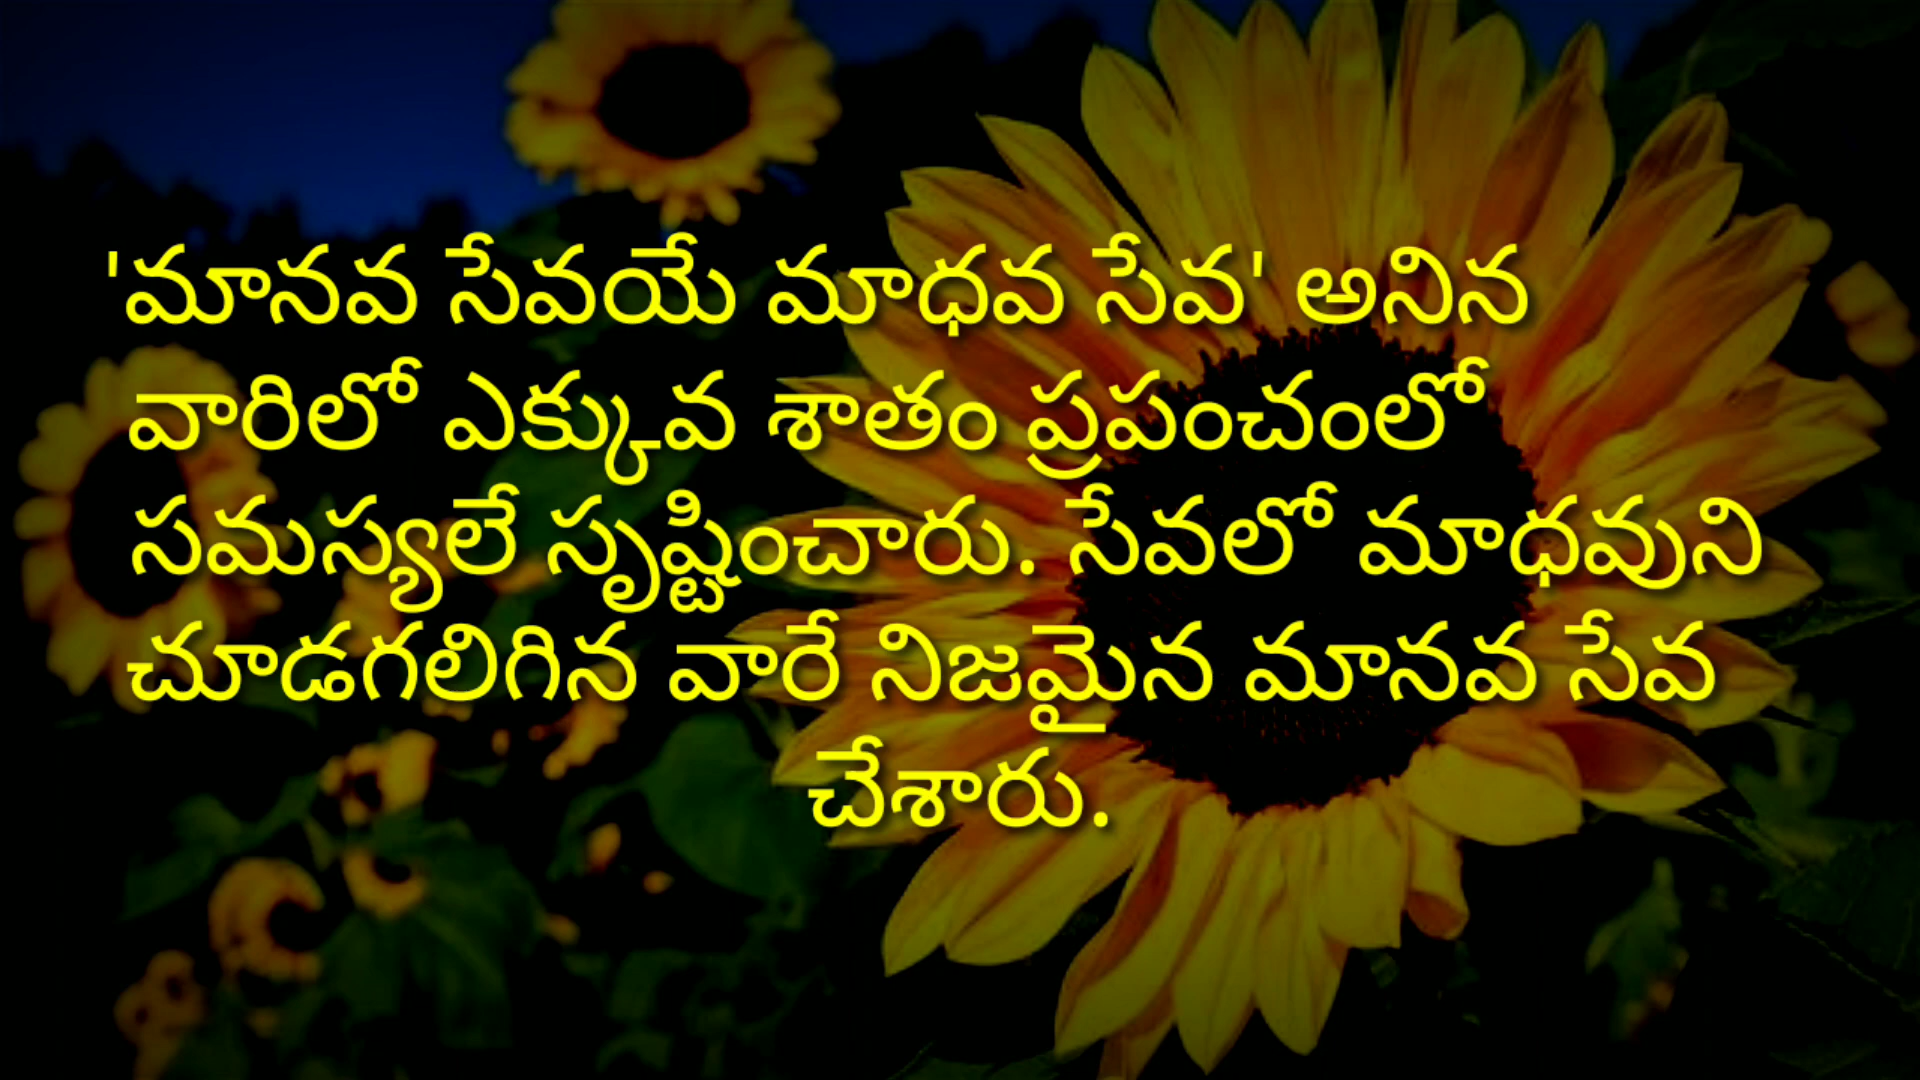 'మానవ సేవయే మాధవ సేవ' అనిన
వారిలో ఎక్కువ శాతం ప్రపంచంలో
సమస్యలే సృష్టించారు. సేవలో మాధవుని
చూడగలిగిన వారే నిజమైన మానవ సేవ
చేశారు.